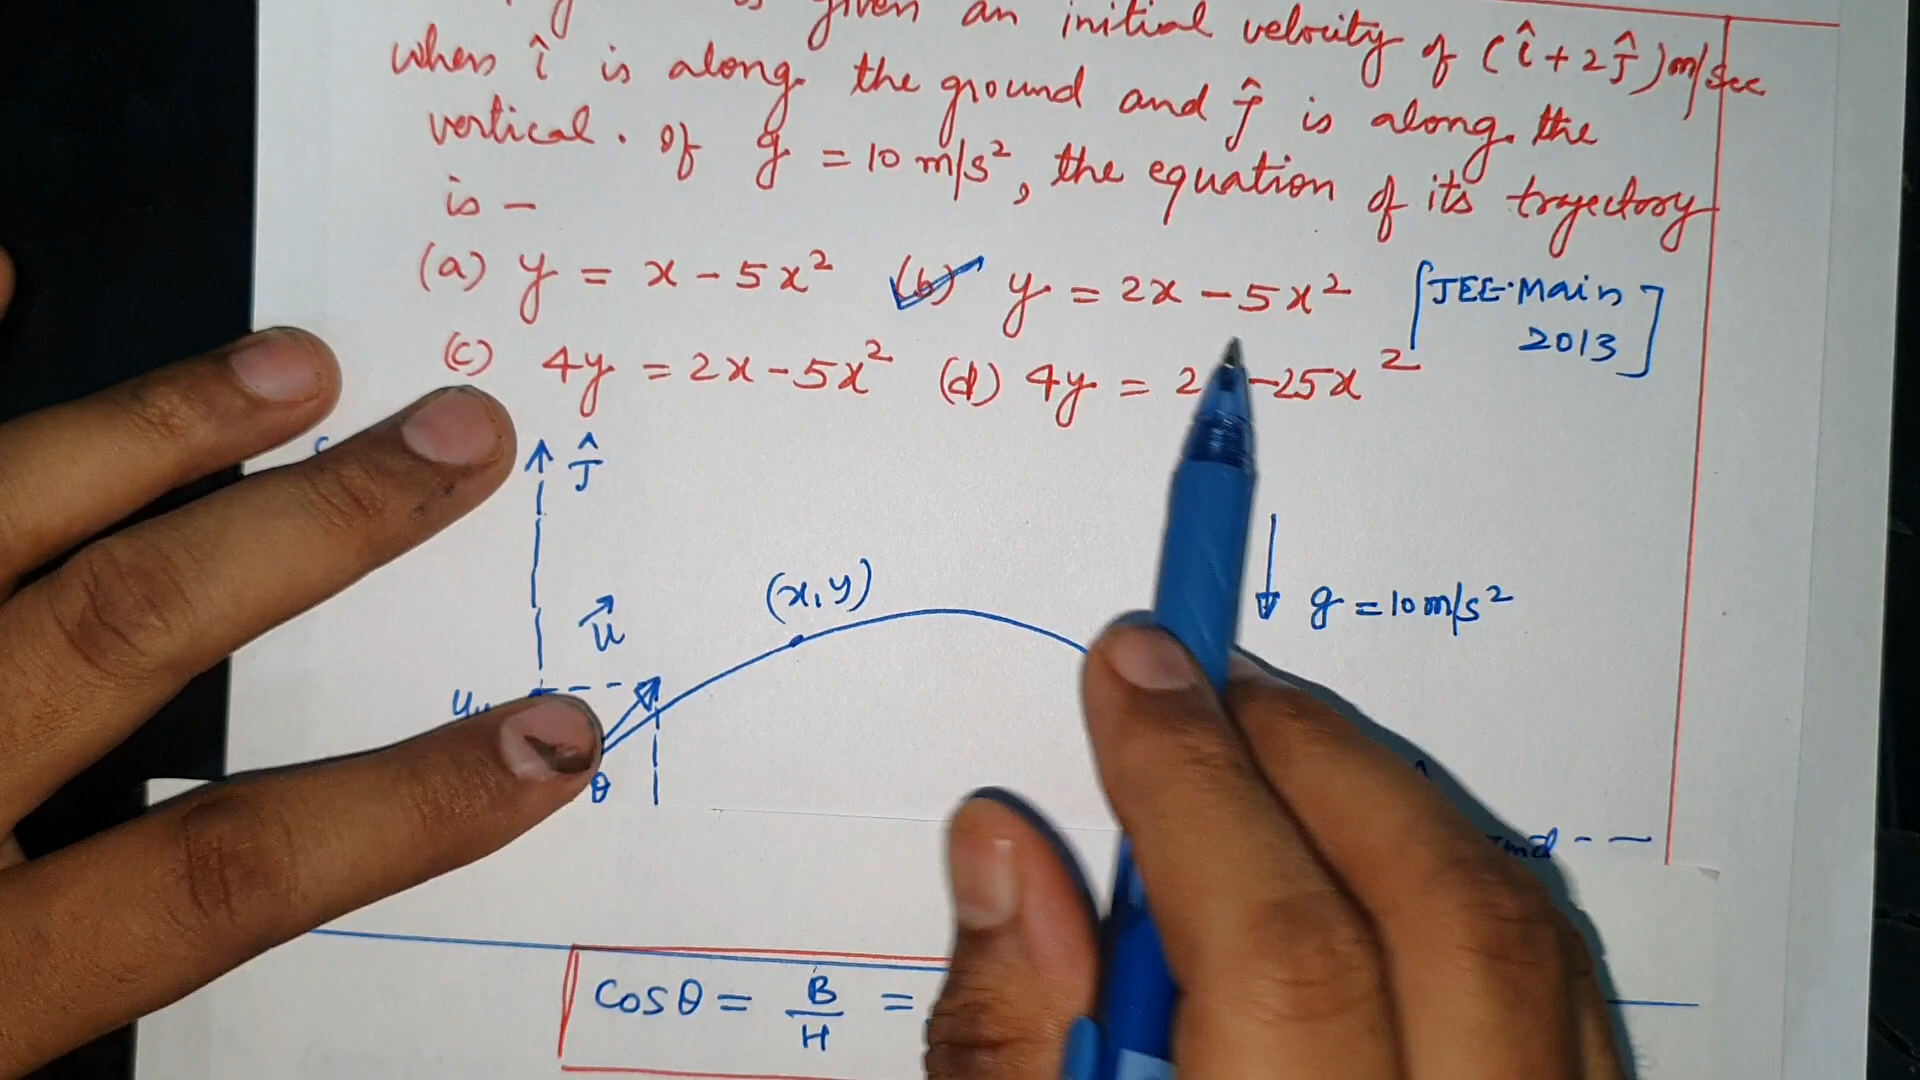 given an initial velocity of (î + 2ĵ) m/sec
when î is along the ground and ĵ is along the
vertical. Of g = 10 m/s², the equation of its trajectory
is —
(a) y = x - 5x² (b) y = 2x - 5x² [JEE-Main
2013]
(c) 4y = 2x - 5x² (d) 4y = 2 -25x²
ĵ
(x,y)
g = 10 m/s²
u⃗
θ
cosθ = B/H =